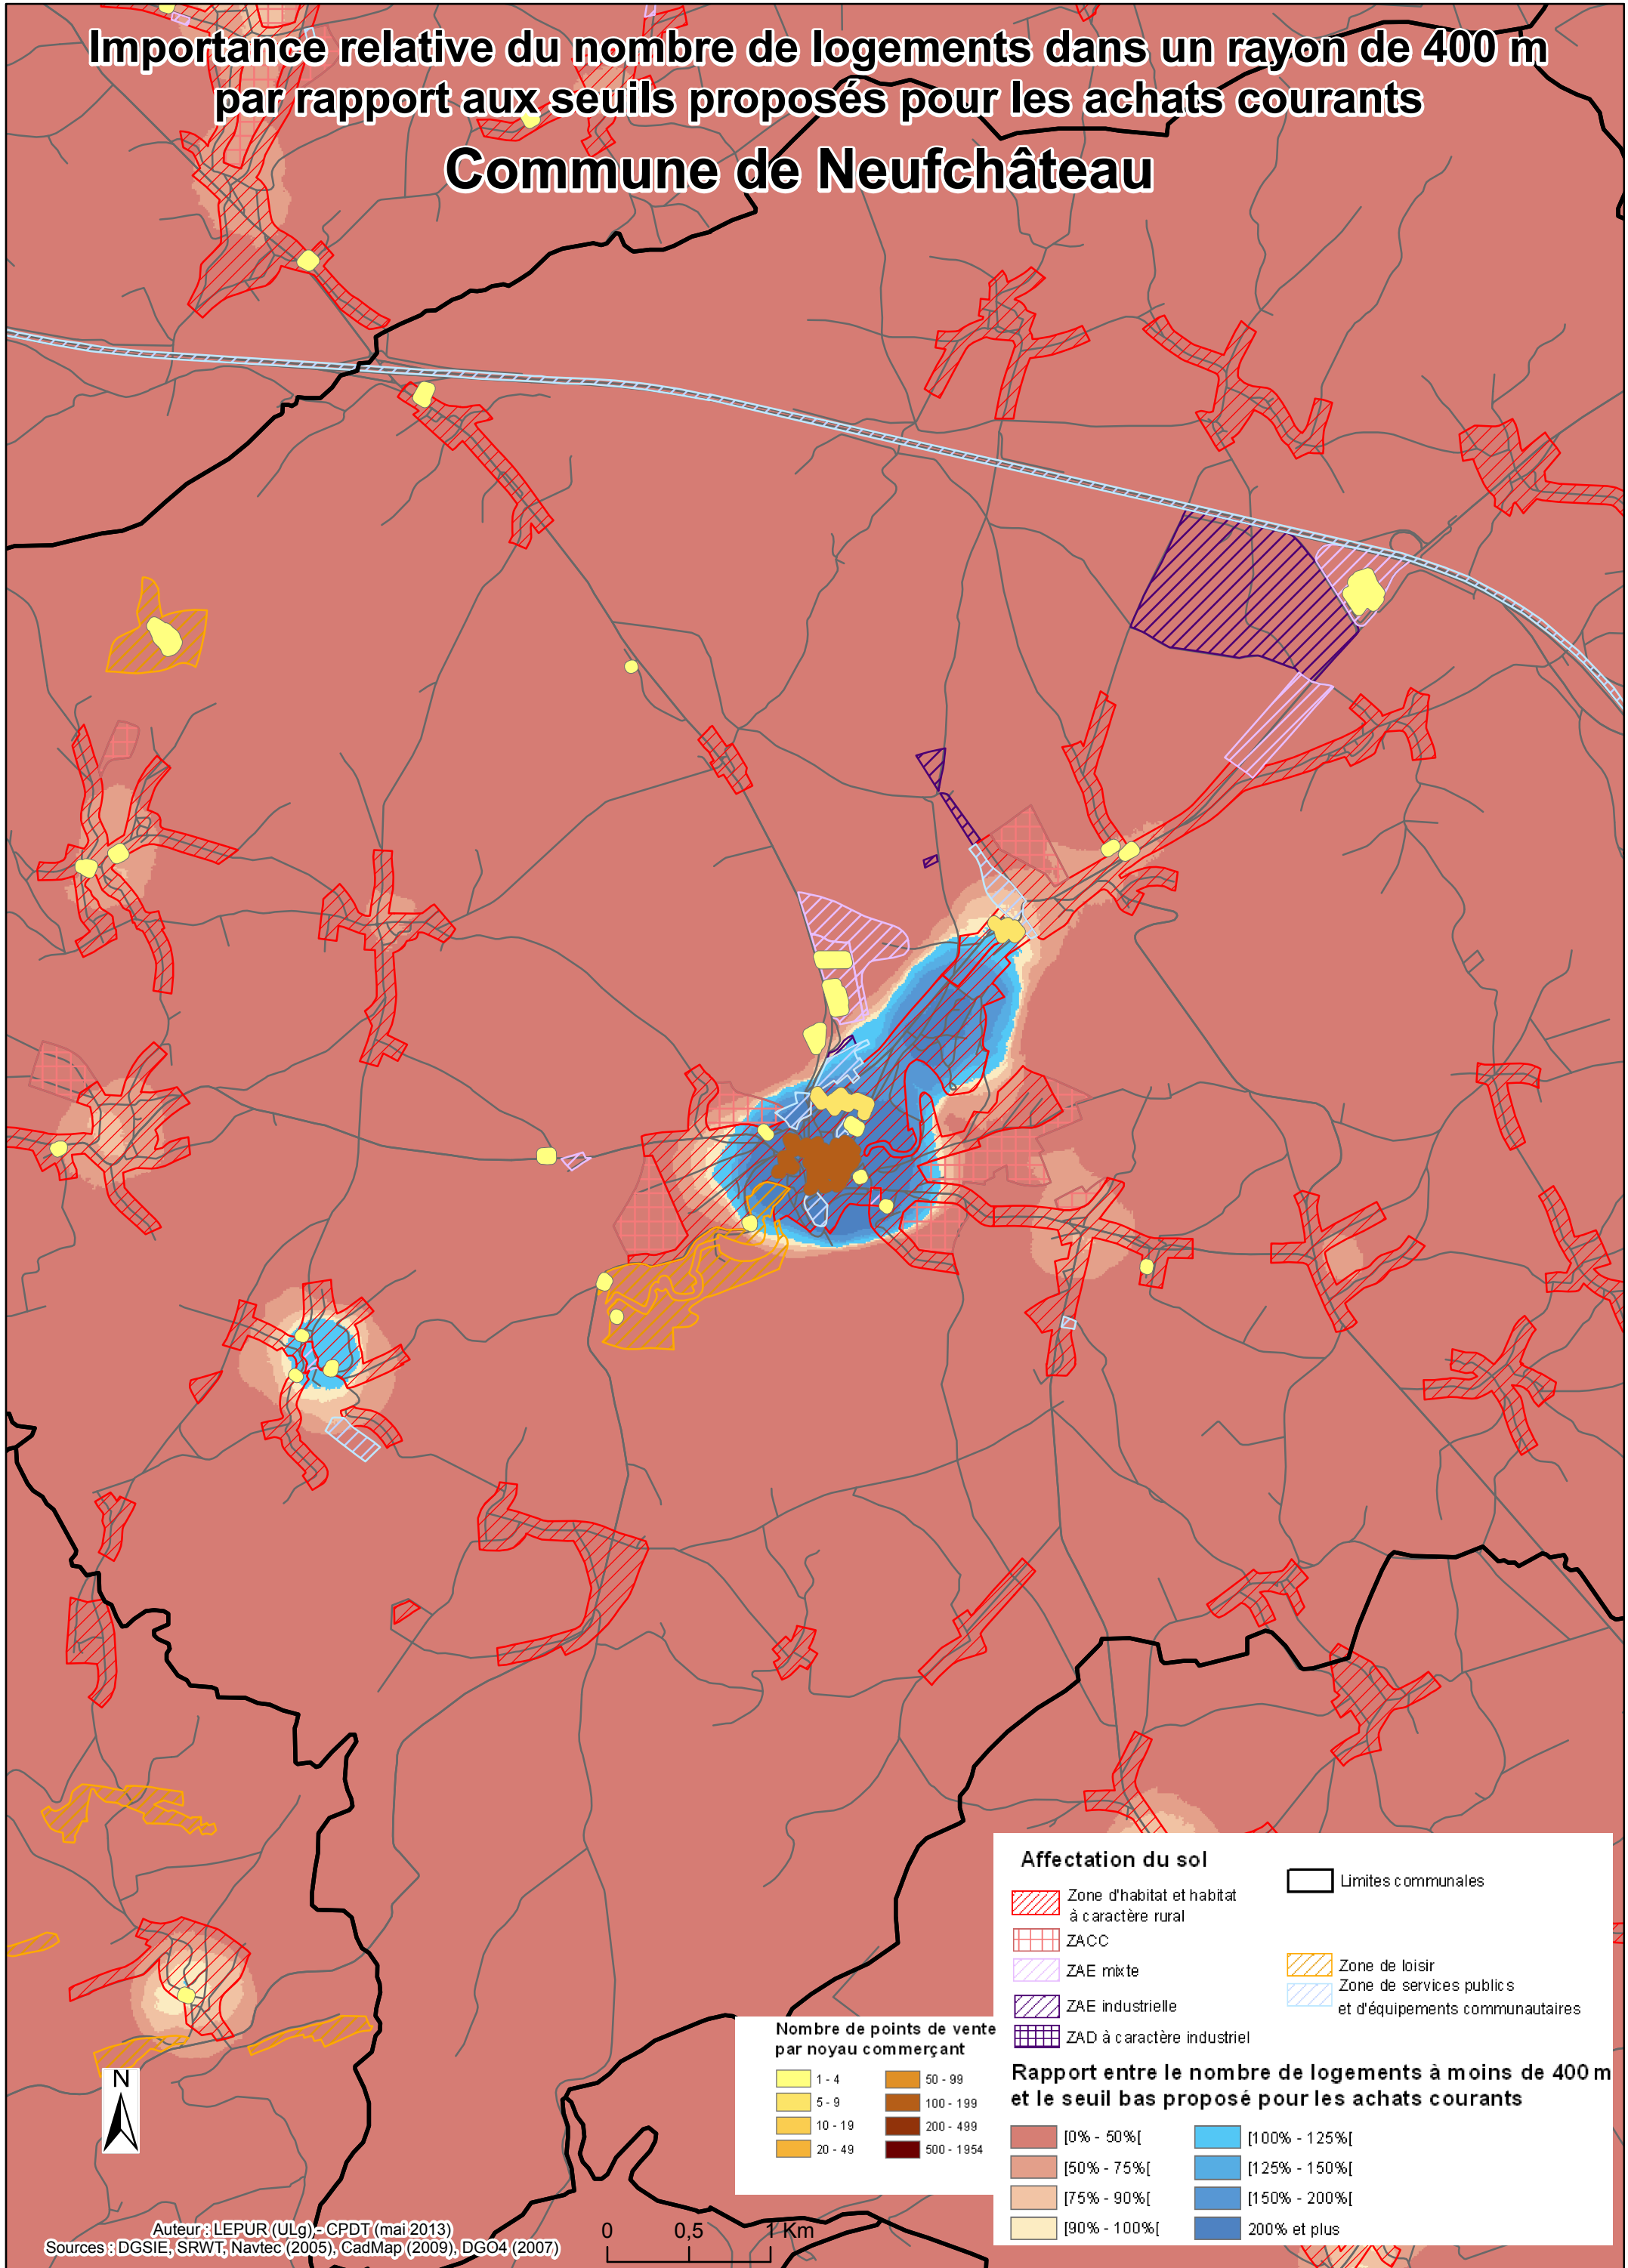 Importance relative du nombre de logements dans un rayon de 400 m
par rapport aux seuils proposés pour les achats courants
Commune de Neufchâteau
Affectation du sol
Zone d'habitat et habitat
à caractère rural
ZACC
ZAE mixte
ZAE industrielle
ZAD à caractère industriel
Limites communales
Zone de loisir
Zone de services publics
et d'équipements communautaires
Nombre de points de vente
par noyau commerçant
1 - 4
5 - 9
10 - 19
20 - 49
50 - 99
100 - 199
200 - 499
500 - 1954
Rapport entre le nombre de logements à moins de 400 m
et le seuil bas proposé pour les achats courants
[0% - 50%[
[50% - 75%[
[75% - 90%[
[90% - 100%[
[100% - 125%[
[125% - 150%[
[150% - 200%[
200% et plus
N
Auteur : LEPUR (ULg) - CPDT (mai 2013)
Sources : DGSIE, SRWT, Navtec (2005), CadMap (2009), DGO4 (2007)
0 0,5 1 Km